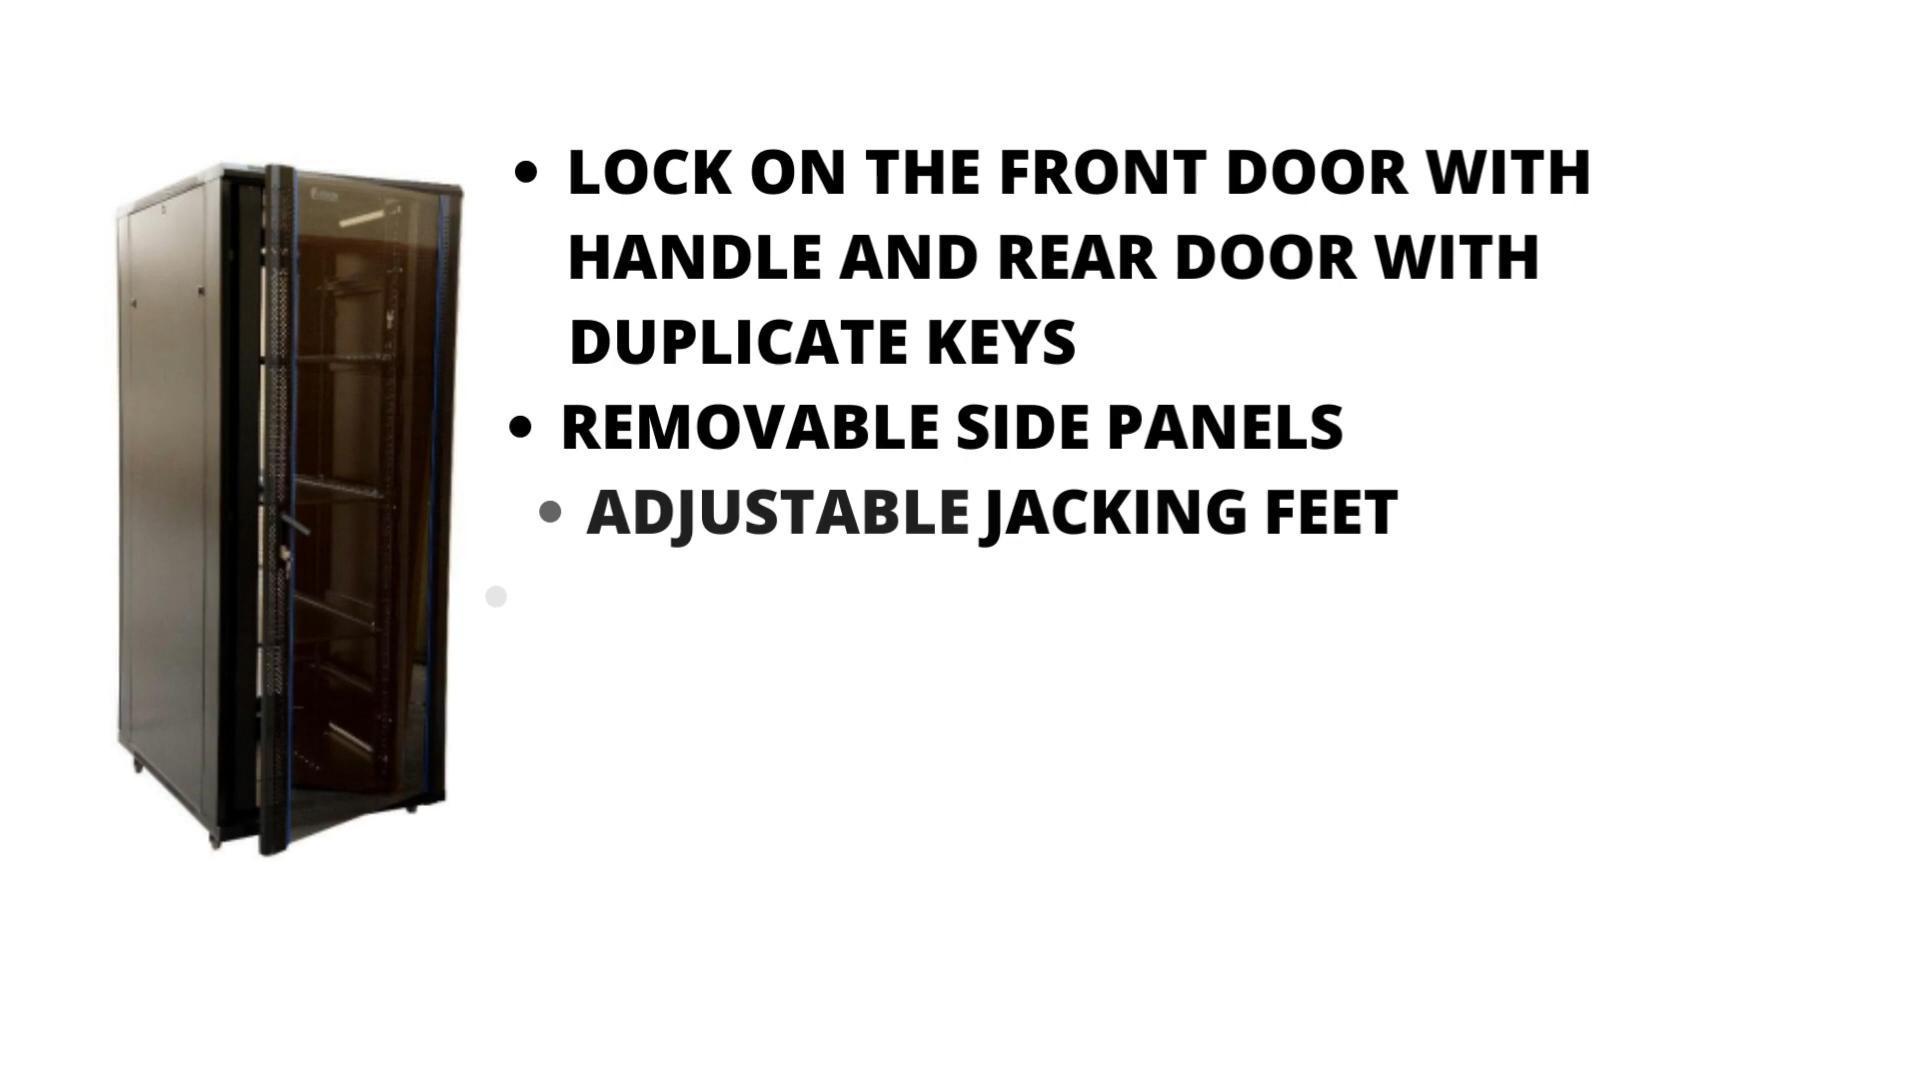 • LOCK ON THE FRONT DOOR WITH
HANDLE AND REAR DOOR WITH
DUPLICATE KEYS
• REMOVABLE SIDE PANELS
• ADJUSTABLE JACKING FEET
•